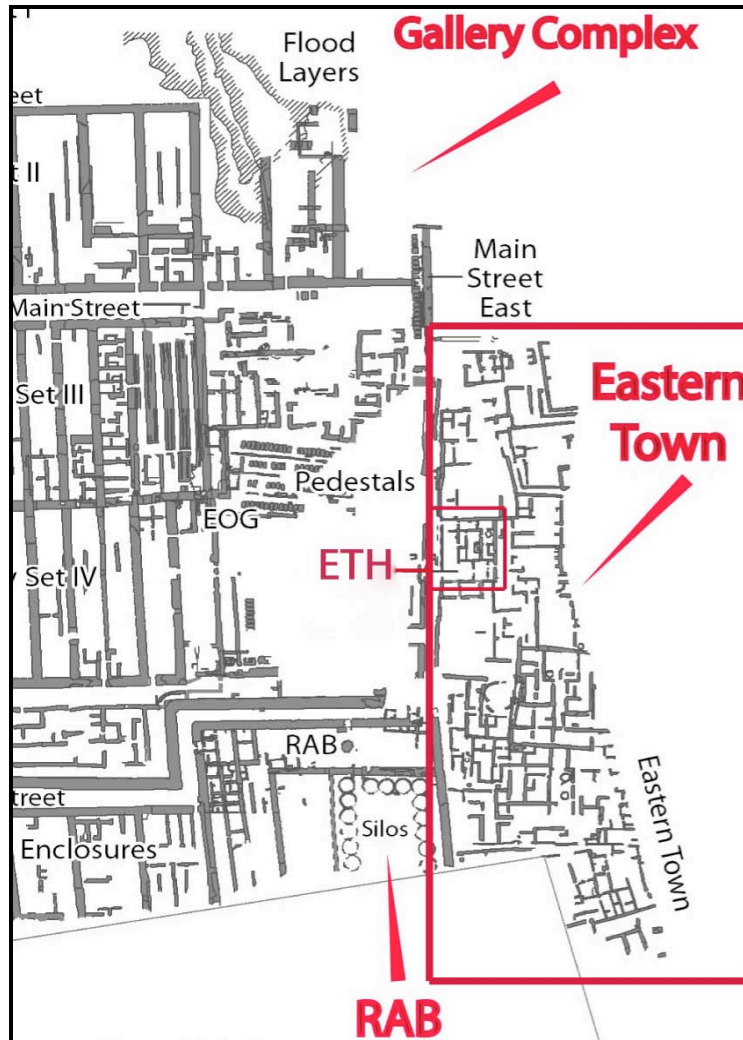 Flood
Layers
Gallery Complex
eet
t II
Main
Street
East
Main Street
Set III
Eastern
Town
Pedestals
EOG
ETH
Set IV
RAB
treet
Silos
Enclosures
Eastern Town
RAB